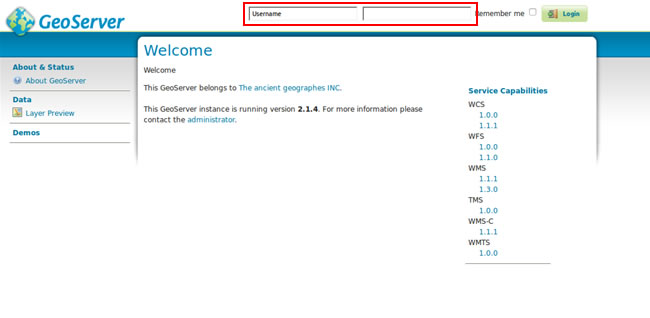 GeoServer
Username
Remember me
Login
About & Status
About GeoServer
Data
Layer Preview
Demos
Welcome
Welcome
This GeoServer belongs to The ancient geographes INC.
This GeoServer instance is running version 2.1.4. For more information please
contact the administrator.
Service Capabilities
WCS
1.0.0
1.1.1
WFS
1.0.0
1.1.0
WMS
1.1.1
1.3.0
TMS
1.0.0
WMS-C
1.1.1
WMTS
1.0.0